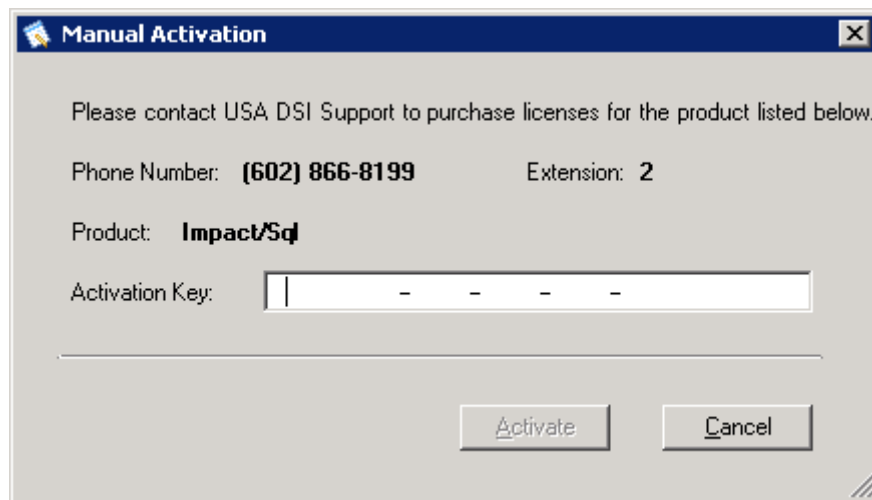 Manual Activation
Please contact USA DSI Support to purchase licenses for the product listed below.
Phone Number: (602) 866-8199 Extension: 2
Product: Impact/Sql
Activation Key: - - - -
Activate Cancel